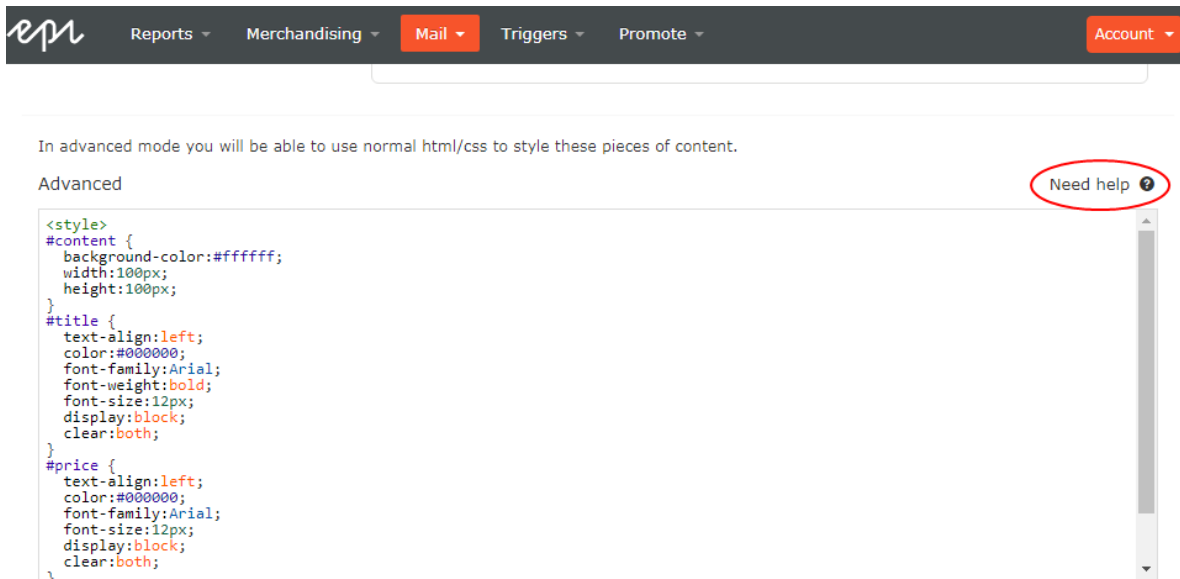 epi Reports Merchandising Mail Triggers Promote Account
In advanced mode you will be able to use normal html/css to style these pieces of content.
Advanced
Need help ?
<style>
#content {
  background-color:#ffffff;
  width:100px;
  height:100px;
}
#title {
  text-align:left;
  color:#000000;
  font-family:Arial;
  font-weight:bold;
  font-size:12px;
  display:block;
  clear:both;
}
#price {
  text-align:left;
  color:#000000;
  font-family:Arial;
  font-size:12px;
  display:block;
  clear:both;
}